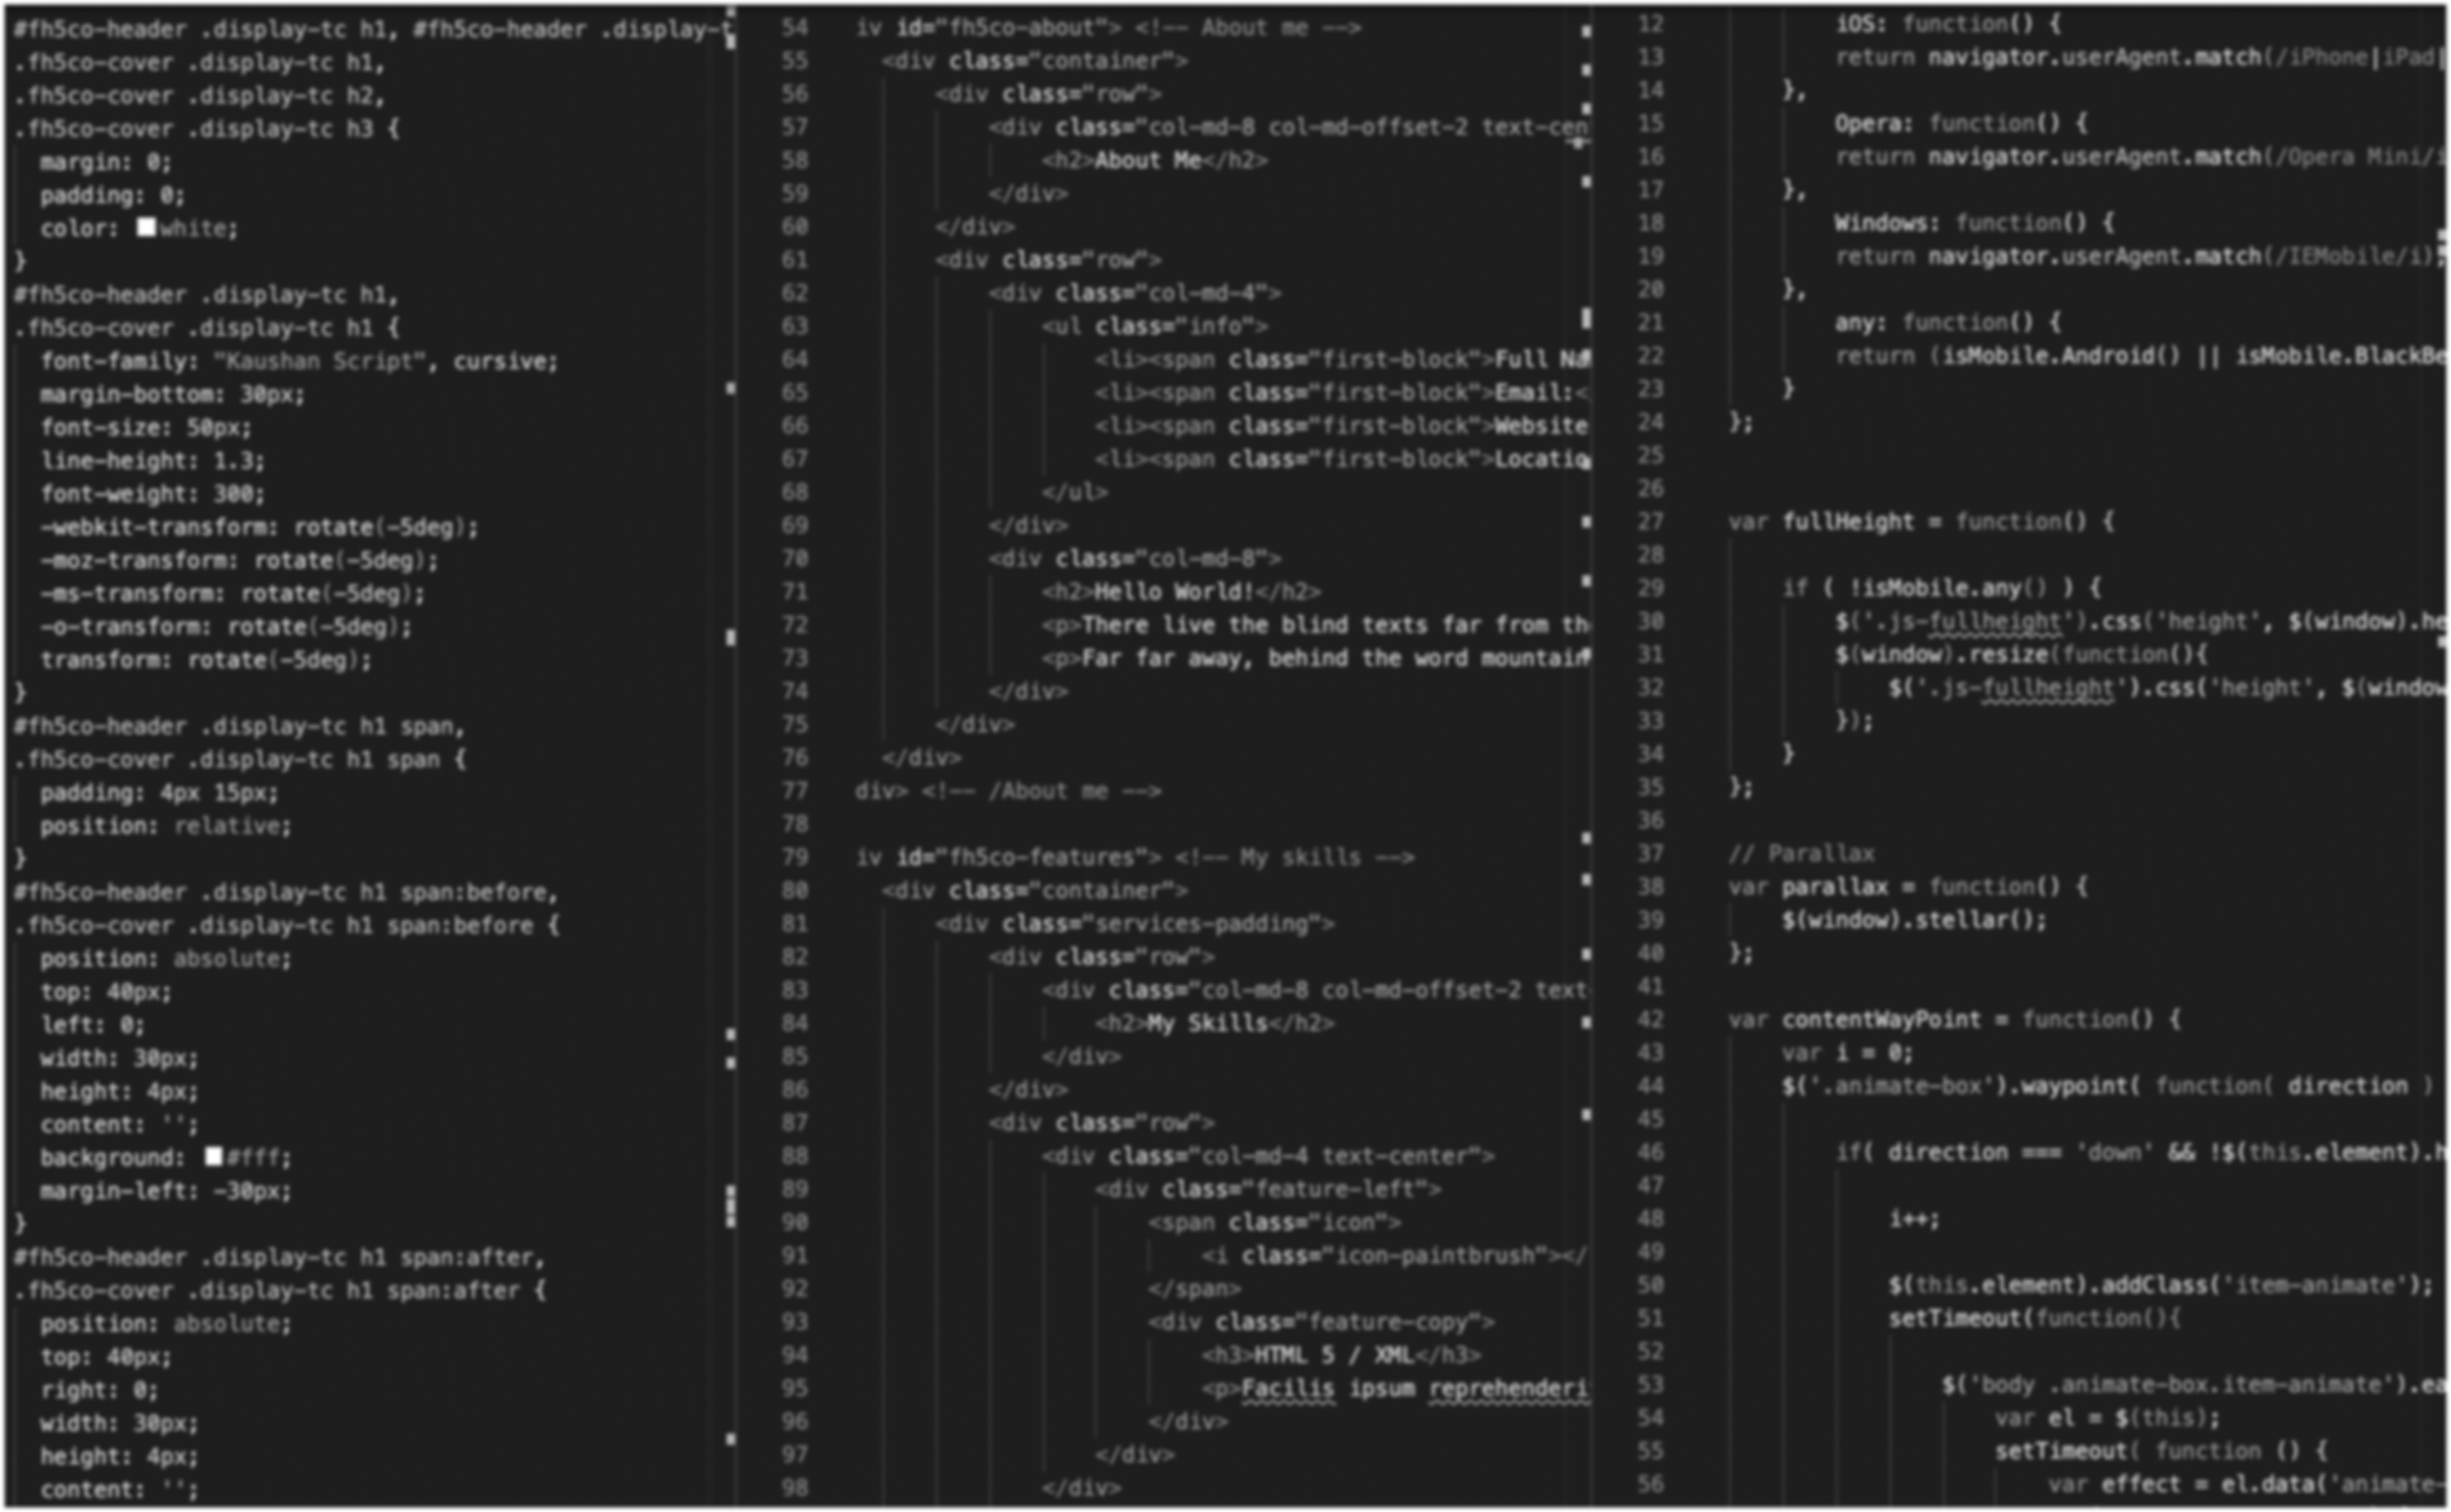 #fh5co-header .display-tc h1, #fh5co-header .display-t
.fh5co-cover .display-tc h1,
.fh5co-cover .display-tc h2,
.fh5co-cover .display-tc h3 {
margin: 0;
padding: 0;
color: white;
}
#fh5co-header .display-tc h1,
.fh5co-cover .display-tc h1 {
font-family: "Kaushan Script", cursive;
margin-bottom: 30px;
font-size: 50px;
line-height: 1.3;
font-weight: 300;
-webkit-transform: rotate(-5deg);
-moz-transform: rotate(-5deg);
-ms-transform: rotate(-5deg);
-o-transform: rotate(-5deg);
transform: rotate(-5deg);
}
#fh5co-header .display-tc h1 span,
.fh5co-cover .display-tc h1 span {
padding: 4px 15px;
position: relative;
}
#fh5co-header .display-tc h1 span:before,
.fh5co-cover .display-tc h1 span:before {
position: absolute;
top: 40px;
left: 0;
width: 30px;
height: 4px;
content: '';
background: #fff;
margin-left: -30px;
}
#fh5co-header .display-tc h1 span:after,
.fh5co-cover .display-tc h1 span:after {
position: absolute;
top: 40px;
right: 0;
width: 30px;
height: 4px;
content: '';
54 iv id="fh5co-about"> <!-- About me -->
55 <div class="container">
56 <div class="row">
57 <div class="col-md-8 col-md-offset-2 text-cen
58 <h2>About Me</h2>
59 </div>
60 </div>
61 <div class="row">
62 <div class="col-md-4">
63 <ul class="info">
64 <li><span class="first-block">Full Na
65 <li><span class="first-block">Email:<
66 <li><span class="first-block">Website
67 <li><span class="first-block">Locatio
68 </ul>
69 </div>
70 <div class="col-md-8">
71 <h2>Hello World!</h2>
72 <p>There live the blind texts far from th
73 <p>Far far away, behind the word mountain
74 </div>
75 </div>
76 </div>
77 div> <!-- /About me -->
78
79 iv id="fh5co-features"> <!-- My skills -->
80 <div class="container">
81 <div class="services-padding">
82 <div class="row">
83 <div class="col-md-8 col-md-offset-2 text-
84 <h2>My Skills</h2>
85 </div>
86 </div>
87 <div class="row">
88 <div class="col-md-4 text-center">
89 <div class="feature-left">
90 <span class="icon">
91 <i class="icon-paintbrush"></
92 </span>
93 <div class="feature-copy">
94 <h3>HTML 5 / XML</h3>
95 <p>Facilis ipsum reprehenderi
96 </div>
97 </div>
98 </div>
12 iOS: function() {
13 return navigator.userAgent.match(/iPhone|iPad|
14 },
15 Opera: function() {
16 return navigator.userAgent.match(/Opera Mini/i
17 },
18 Windows: function() {
19 return navigator.userAgent.match(/IEMobile/i);
20 },
21 any: function() {
22 return (isMobile.Android() || isMobile.BlackBe
23 }
24 };
25
26
27 var fullHeight = function() {
28
29 if ( !isMobile.any() ) {
30 $('.js-fullheight').css('height', $(window).he
31 $(window).resize(function(){
32 $('.js-fullheight').css('height', $(window
33 });
34 }
35 };
36
37 // Parallax
38 var parallax = function() {
39 $(window).stellar();
40 };
41
42 var contentWayPoint = function() {
43 var i = 0;
44 $('.animate-box').waypoint( function( direction )
45
46 if( direction === 'down' && !$(this.element).h
47
48 i++;
49
50 $(this.element).addClass('item-animate');
51 setTimeout(function(){
52
53 $('body .animate-box.item-animate').ea
54 var el = $(this);
55 setTimeout( function () {
56 var effect = el.data('animate-